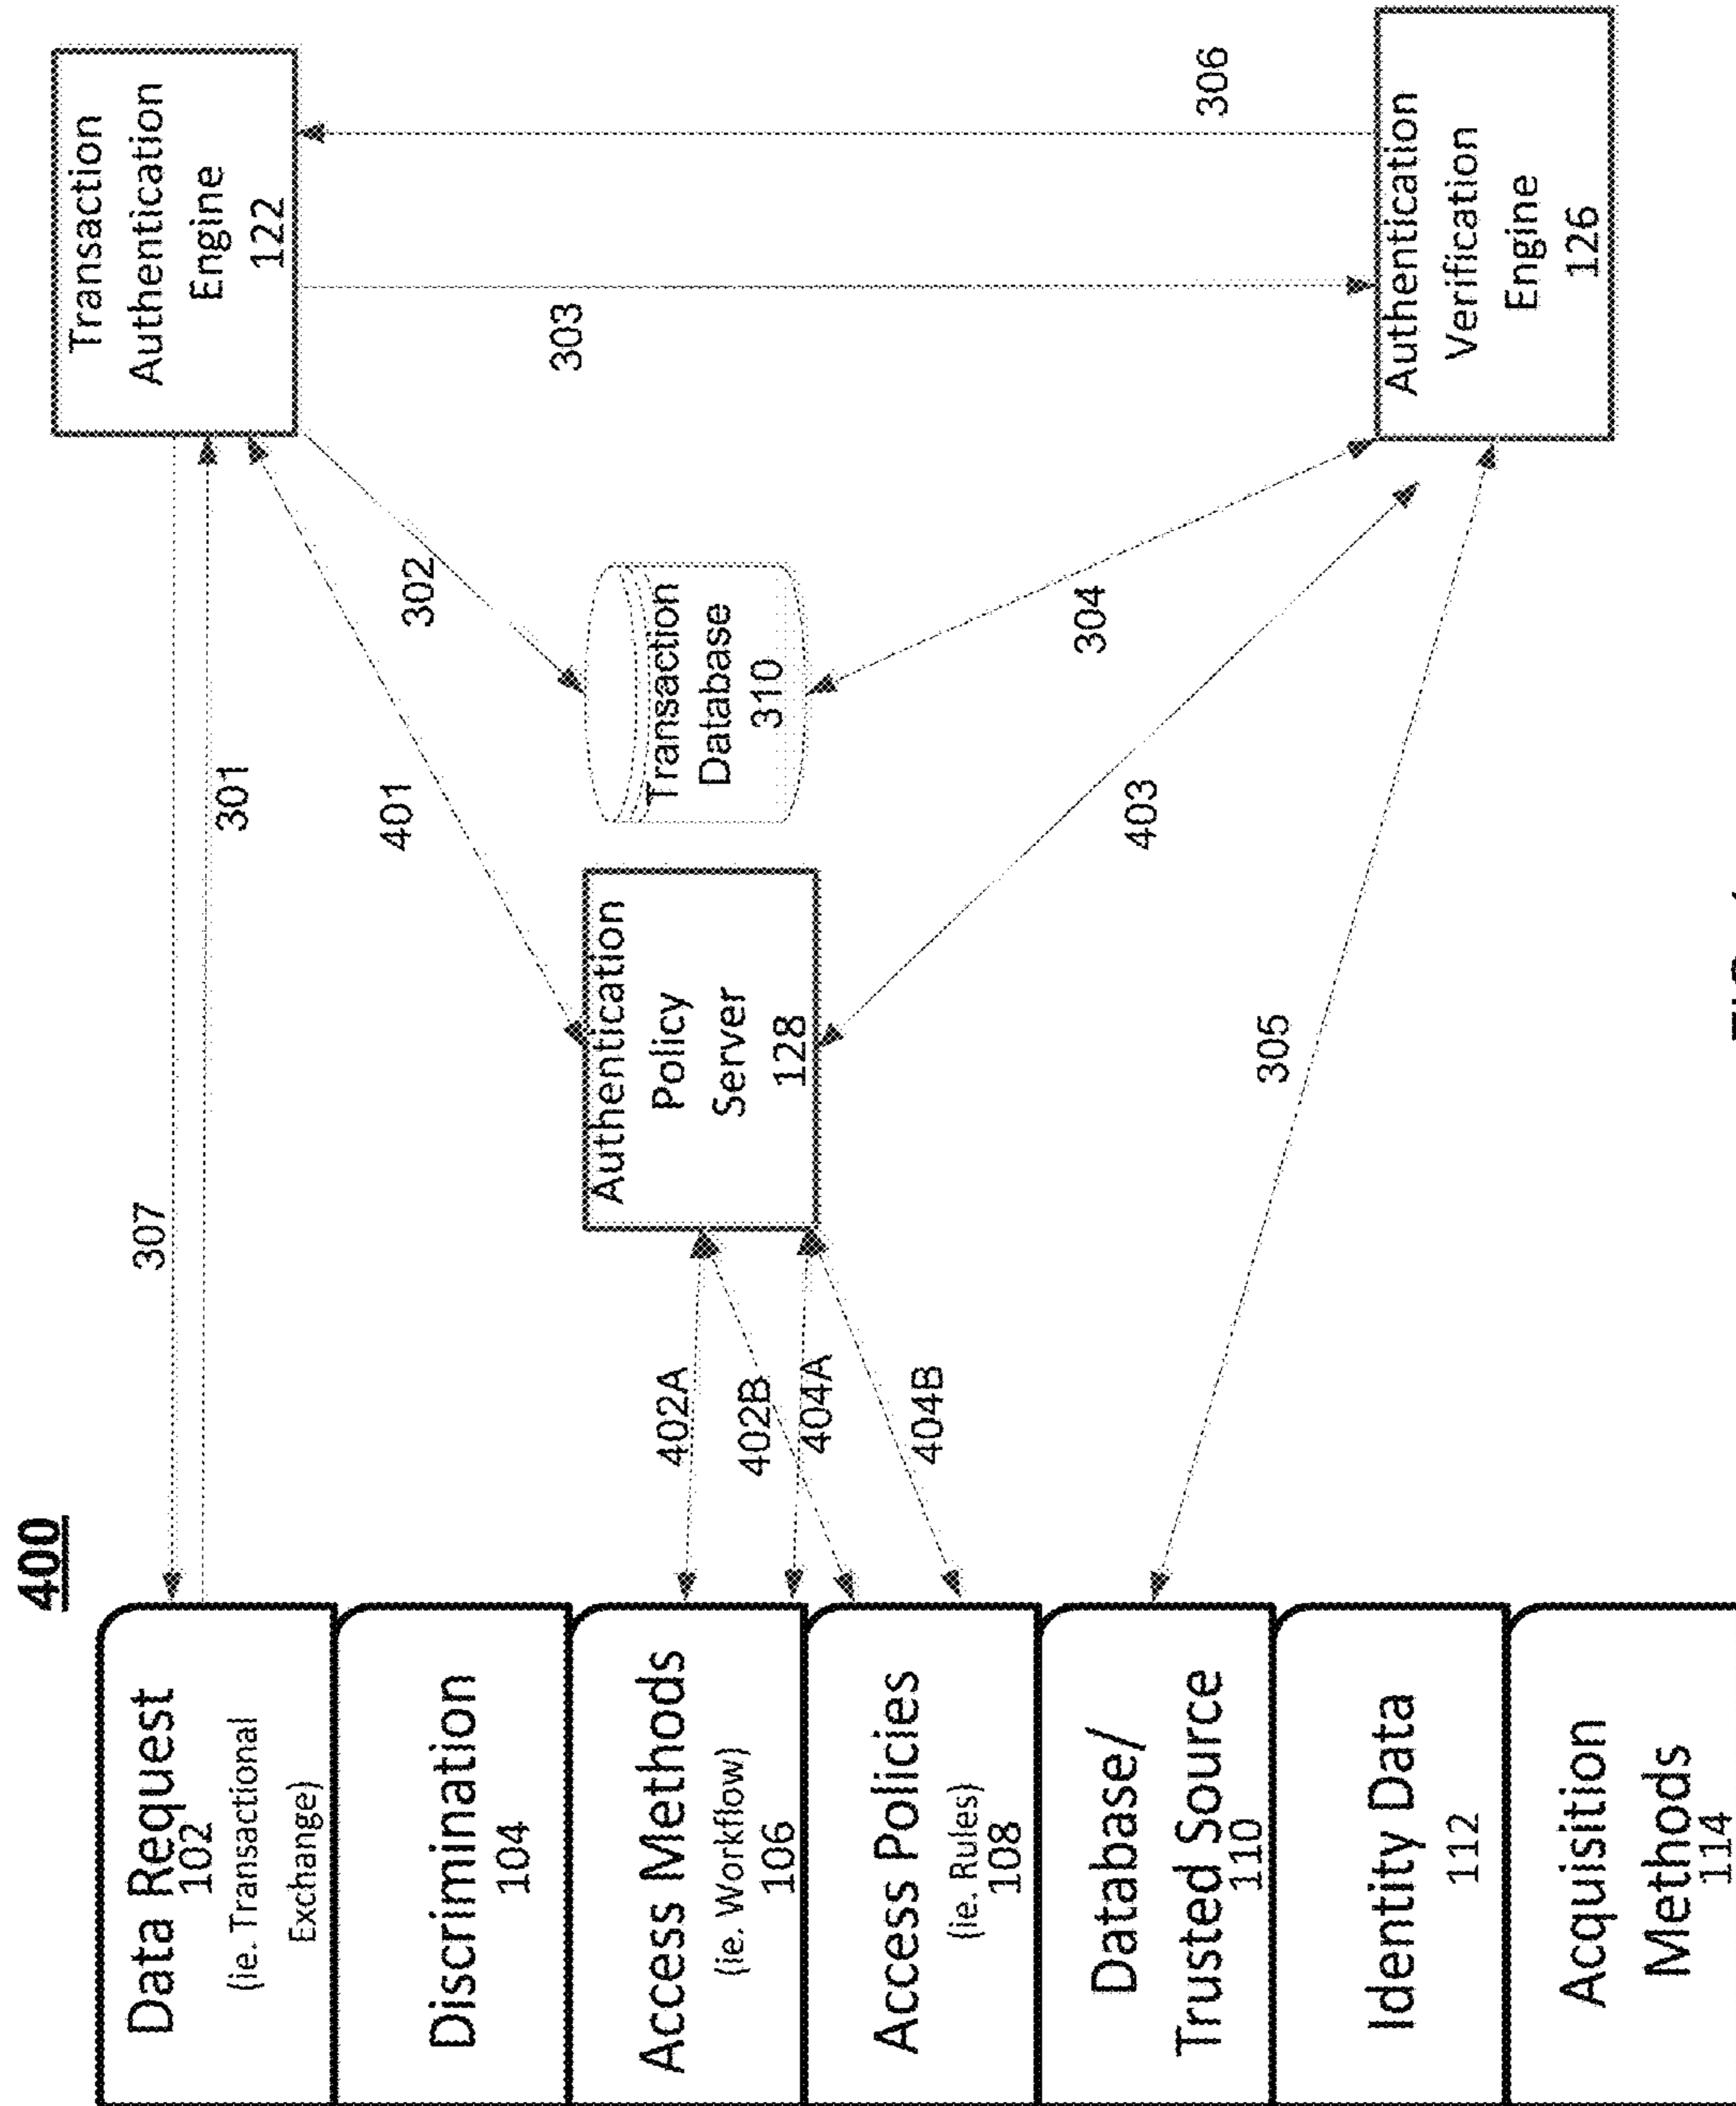 400
Data Request
102
(ie. Transactional
Exchange)
Discrimination
104
Access Methods
(ie. Workflow)
106
Access Policies
(ie. Rules)
108
Database/
Trusted Source
110
Identity Data
112
Acquisition
Methods
114
307
301
402A
402B
404A
404B
305
Authentication
Policy
Server
128
401
403
Transaction
Database
310
302
304
303
306
Transaction
Authentication
Engine
122
Authentication
Verification
Engine
126